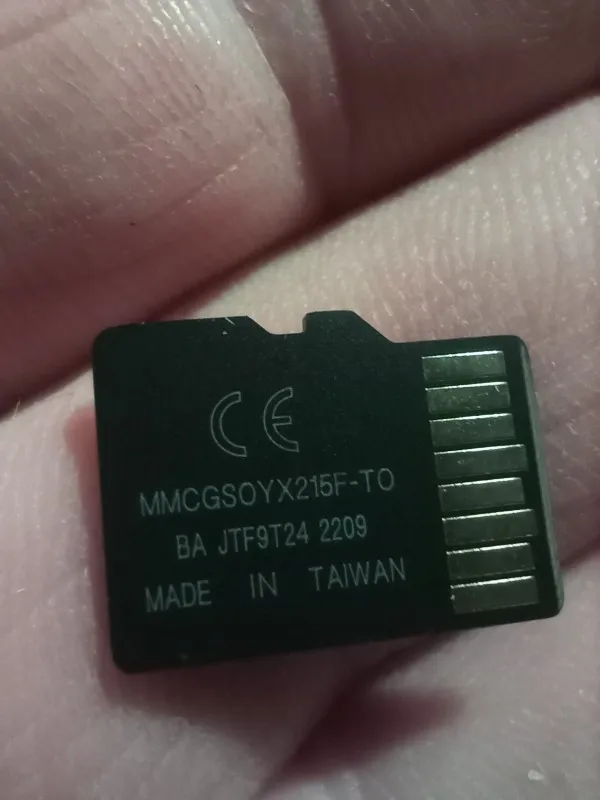 CE
MMCGSOYX215F-TO
BA JTF9T24 2209
MADE IN TAIWAN